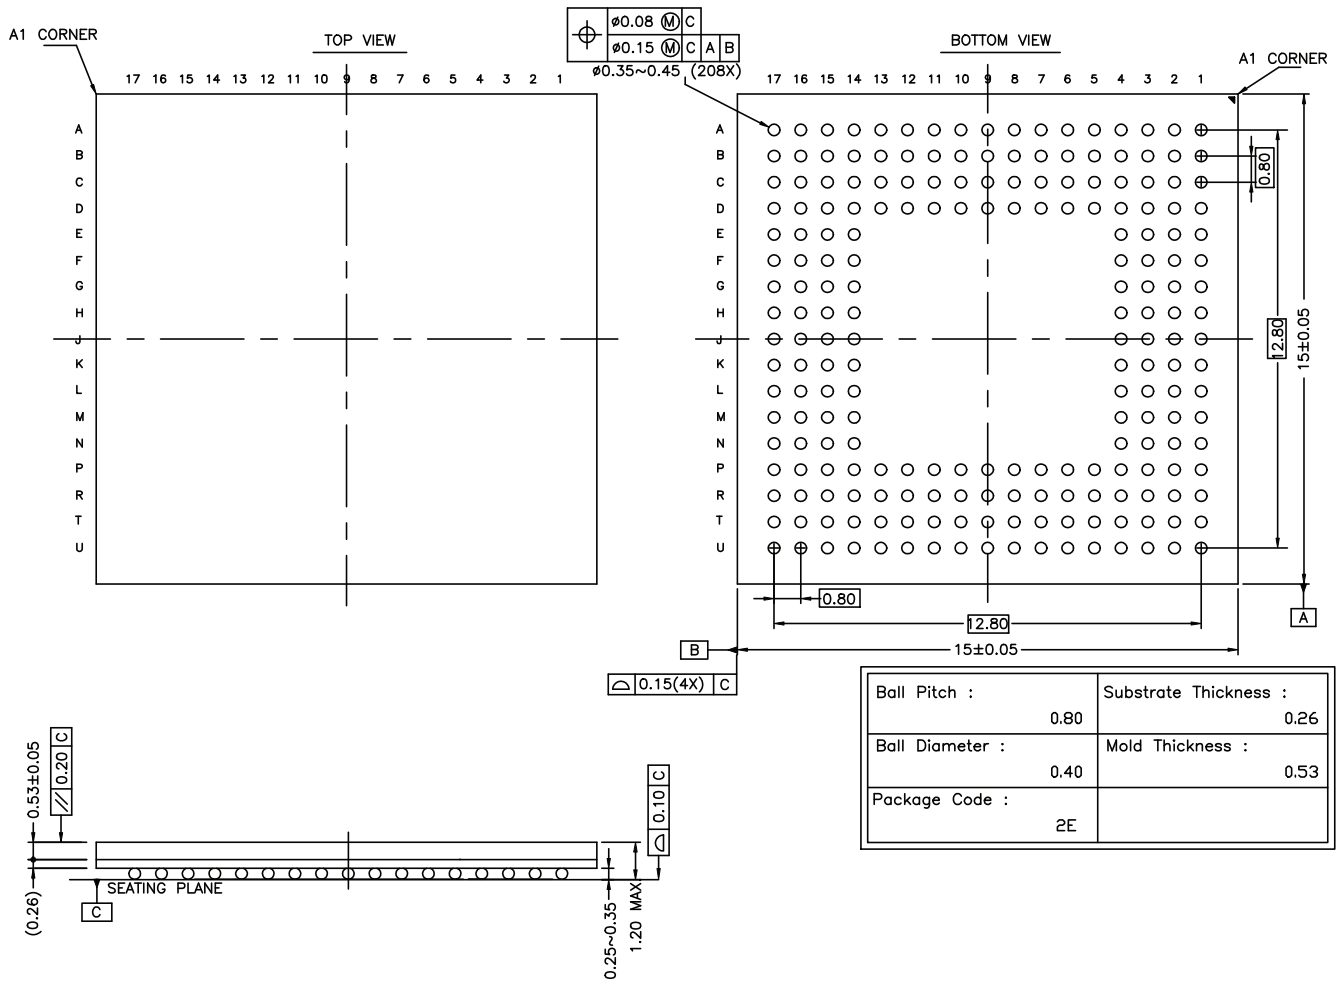 A1 CORNER
TOP VIEW
17 16 15 14 13 12 11 10 9 8 7 6 5 4 3 2 1
A
B
C
D
E
F
G
H
J
K
L
M
N
P
R
T
U
⌀0.08 Ⓜ C
⌀0.15 Ⓜ C A B
⌀0.35~0.45 (208X)
BOTTOM VIEW
A1 CORNER
17 16 15 14 13 12 11 10 9 8 7 6 5 4 3 2 1
A
B
C
D
E
F
G
H
J
K
L
M
N
P
R
T
U
0.80
12.80
15±0.05
0.80
12.80
15±0.05
A
B
0.15(4X) C
Ball Pitch :
0.80
Substrate Thickness :
0.26
Ball Diameter :
0.40
Mold Thickness :
0.53
Package Code :
2E
0.53±0.05
// 0.20 C
(0.26)
SEATING PLANE
C
0.10 C
0.25~0.35
1.20 MAX